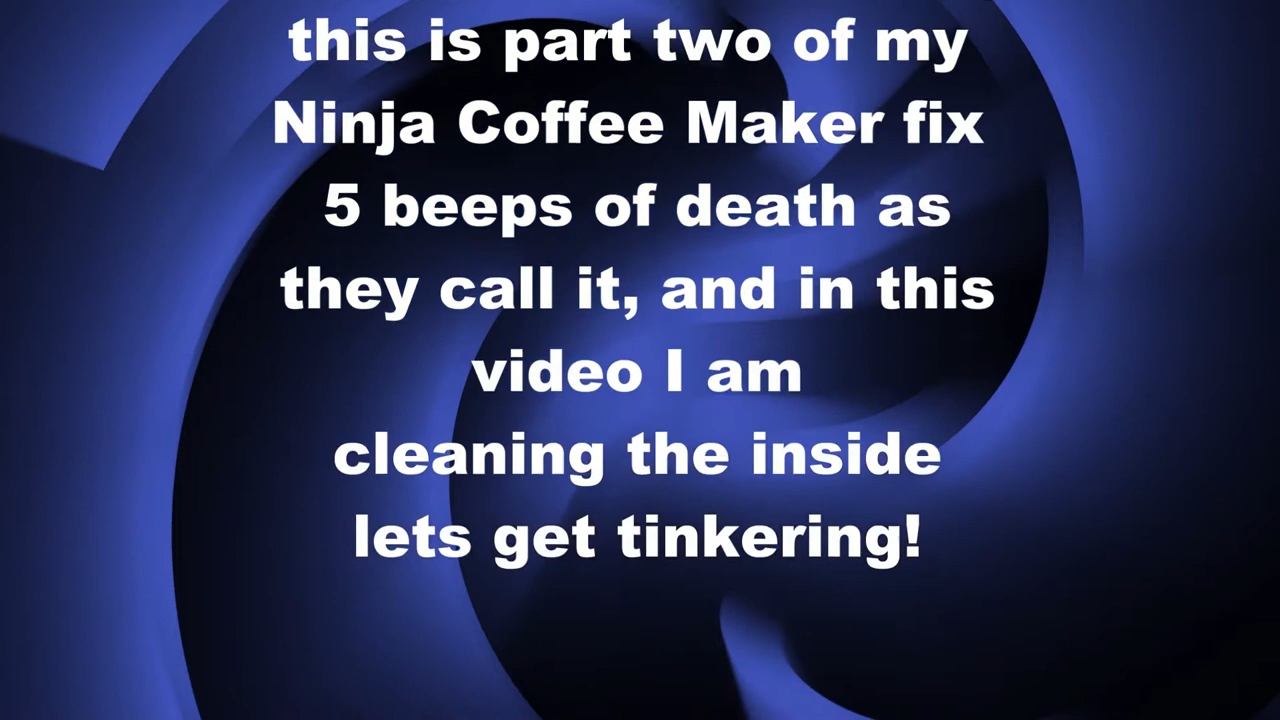 this is part two of my
Ninja Coffee Maker fix
5 beeps of death as
they call it, and in this
video I am
cleaning the inside
lets get tinkering!